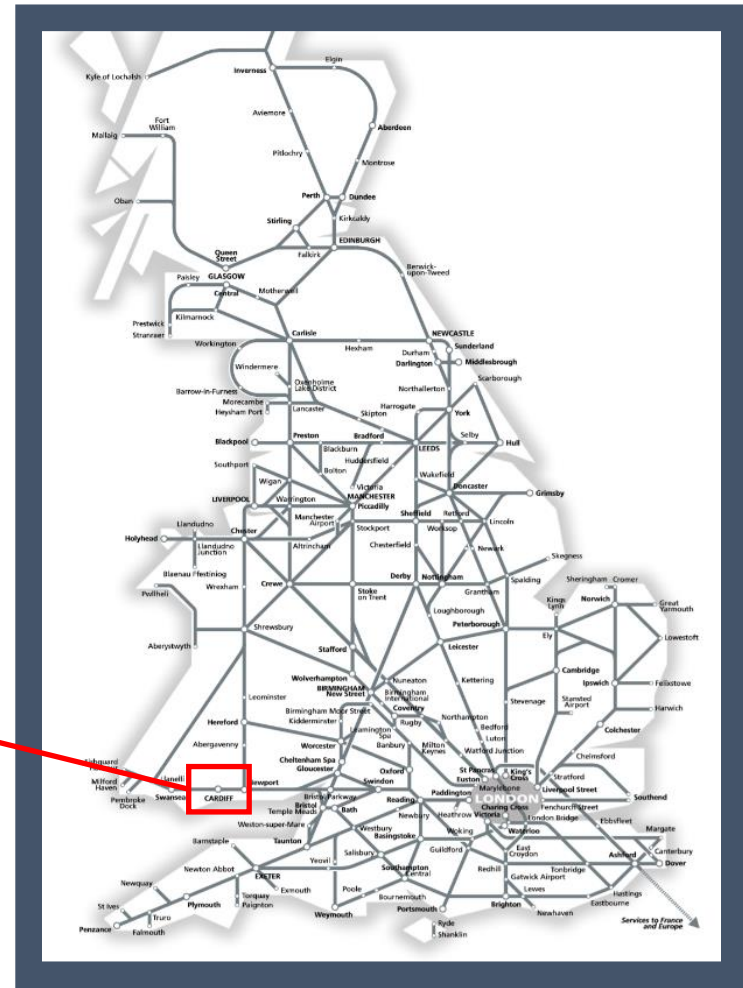 Elgin
Kyle of Lochalsh
Inverness
Aviemore
Fort
William
Aberdeen
Mallaig
Pitlochry
Montrose
Perth
Dundee
Oban
Stirling
Kirkcaldy
EDINBURGH
Queen
Street
Falkirk
Berwick-
upon-Tweed
Paisley
GLASGOW
Central
Motherwell
Kilmarnock
Prestwick
Stranraer
Carlisle
NEWCASTLE
Workington
Hexham
Sunderland
Durham
Darlington
Middlesbrough
Windermere
Oxenholme
Lake District
Scarborough
Barrow-in-Furness
Northallerton
Morecambe
Heysham Port
Lancaster
Harrogate
York
Skipton
Blackpool
Preston
Bradford
Selby
Hull
Blackburn
LEEDS
Southport
Bolton
Huddersfield
Wakefield
Wigan
Victoria
Doncaster
Grimsby
LIVERPOOL
Warrington
MANCHESTER
Piccadilly
Sheffield
Retford
Llandudno
Manchester
Airport
Stockport
Worksop
Lincoln
Holyhead
Chester
Llandudno
Junction
Altrincham
Chesterfield
Newark
Skegness
Blaenau Ffestiniog
Wrexham
Crewe
Stoke
on Trent
Derby
Nottingham
Grantham
Spalding
Sheringham
Cromer
Pwllheli
Loughborough
Kings
Lynn
Norwich
Great
Yarmouth
Shrewsbury
Peterborough
Ely
Lowestoft
Aberystwyth
Stafford
Leicester
Wolverhampton
Nuneaton
Kettering
Cambridge
BIRMINGHAM
New Street
Birmingham
International
Ipswich
Felixstowe
Leominster
Birmingham Moor Street
Coventry
Stevenage
Stansted
Airport
Harwich
Hereford
Kidderminster
Leamington
Spa
Rugby
Northampton
Bedford
Colchester
Abergavenny
Worcester
Banbury
Milton
Keynes
Luton
Watford Junction
Chelmsford
Cheltenham Spa
Gloucester
Oxford
St Pancras
King's
Cross
Stratford
Milford
Haven
Llanelli
Newport
Swindon
Euston
Marylebone
Liverpool Street
Pembroke
Dock
Swansea
CARDIFF
Bristol Parkway
Reading
Paddington
LONDON
Southend
Bristol
Temple Meads
Bath
Newbury
Heathrow
Victoria
Charing Cross
Fenchurch Street
Weston-super-Mare
Westbury
Basingstoke
Woking
Waterloo
London Bridge
Ebbsfleet
Margate
Barnstaple
Taunton
Salisbury
Guildford
East
Croydon
Canterbury
Newton Abbot
Yeovil
Southampton
Central
Redhill
Gatwick Airport
Tonbridge
Ashford
Dover
EXETER
Newquay
Exmouth
Poole
Bournemouth
Lewes
Hastings
St Ives
Plymouth
Torquay
Paignton
Weymouth
Portsmouth
Brighton
Newhaven
Eastbourne
Truro
Penzance
Falmouth
Ryde
Shanklin
Services to France
and Europe